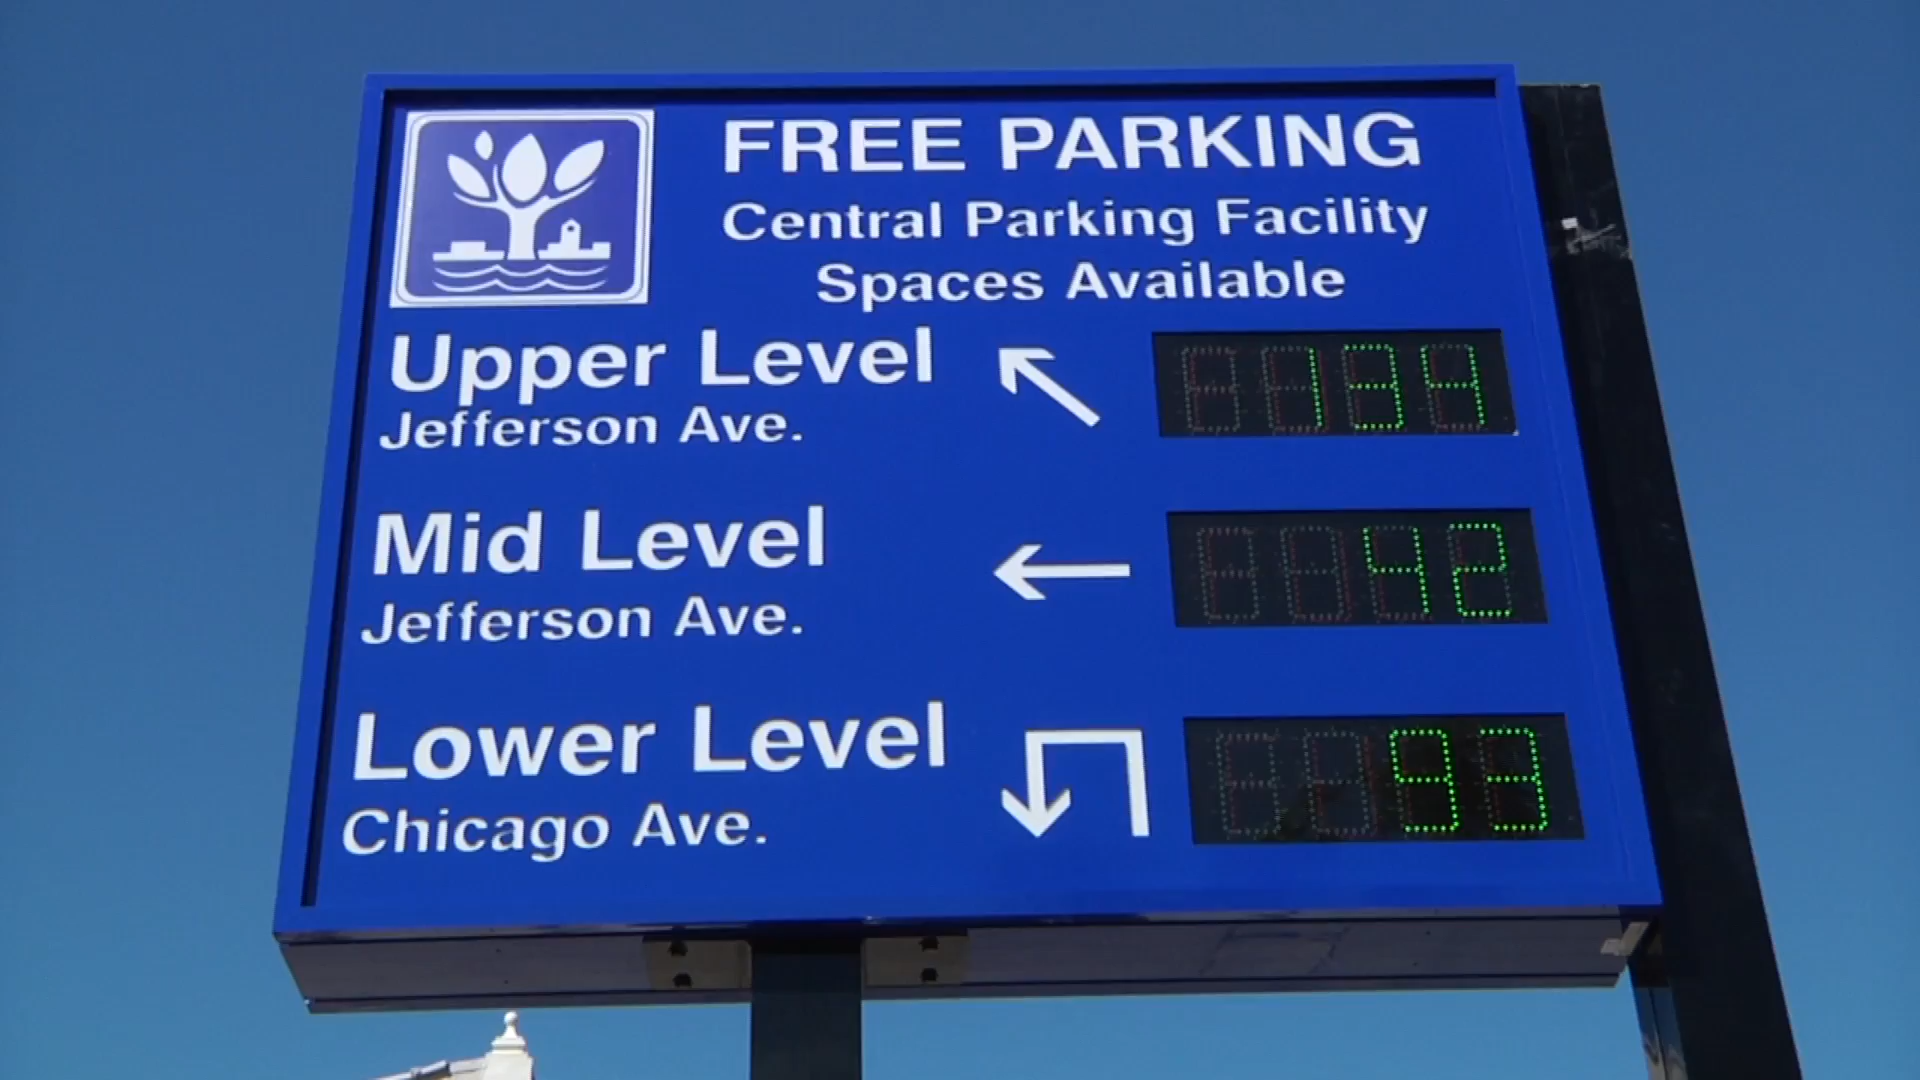 FREE PARKING
Central Parking Facility
Spaces Available
Upper Level 134
Jefferson Ave.
Mid Level 42
Jefferson Ave.
Lower Level 93
Chicago Ave.